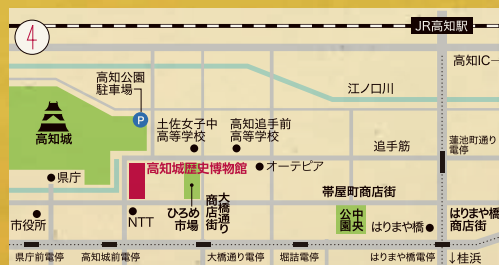 4
JR高知駅
高知IC
高知公園
駐車場
P
江ノ口川
高知城
土佐女子中
高等学校
高知追手前
高等学校
追手筋
蓮池町通り
電停
高知城歴史博物館
オーテピア
県庁
帯屋町商店街
市役所
NTT
ひろめ
市場
大橋通り
商店街
中央
公園
はりまや橋
はりまや橋
商店街
県庁前電停
高知城前電停
大橋通り電停
堀詰電停
はりまや橋電停
↓桂浜